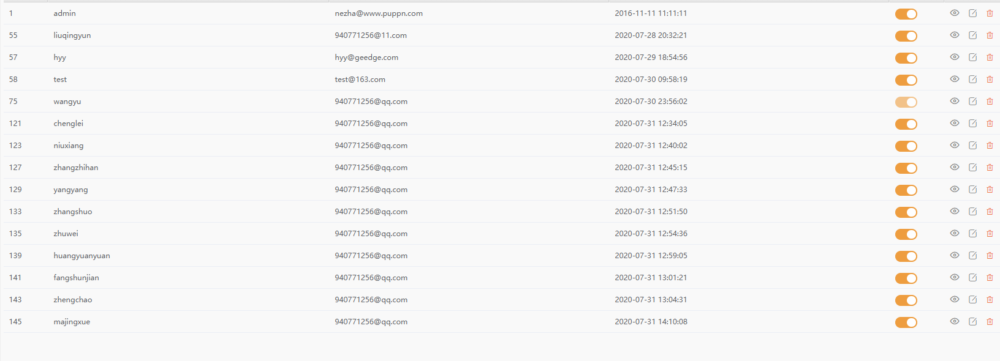 1 admin nezha@www.puppn.com 2016-11-11 11:11:11
55 liuqingyun 940771256@11.com 2020-07-28 20:32:21
57 hyy hyy@geedge.com 2020-07-29 18:54:56
58 test test@163.com 2020-07-30 09:58:19
75 wangyu 940771256@qq.com 2020-07-30 23:56:02
121 chenglei 940771256@qq.com 2020-07-31 12:34:05
123 niuxiang 940771256@qq.com 2020-07-31 12:40:02
127 zhangzhihan 940771256@qq.com 2020-07-31 12:45:15
129 yangyang 940771256@qq.com 2020-07-31 12:47:33
133 zhangshuo 940771256@qq.com 2020-07-31 12:51:50
135 zhuwei 940771256@qq.com 2020-07-31 12:54:36
139 huangyuanyuan 940771256@qq.com 2020-07-31 12:59:05
141 fangshunjian 940771256@qq.com 2020-07-31 13:01:21
143 zhengchao 940771256@qq.com 2020-07-31 13:04:31
145 majingxue 940771256@qq.com 2020-07-31 14:10:08